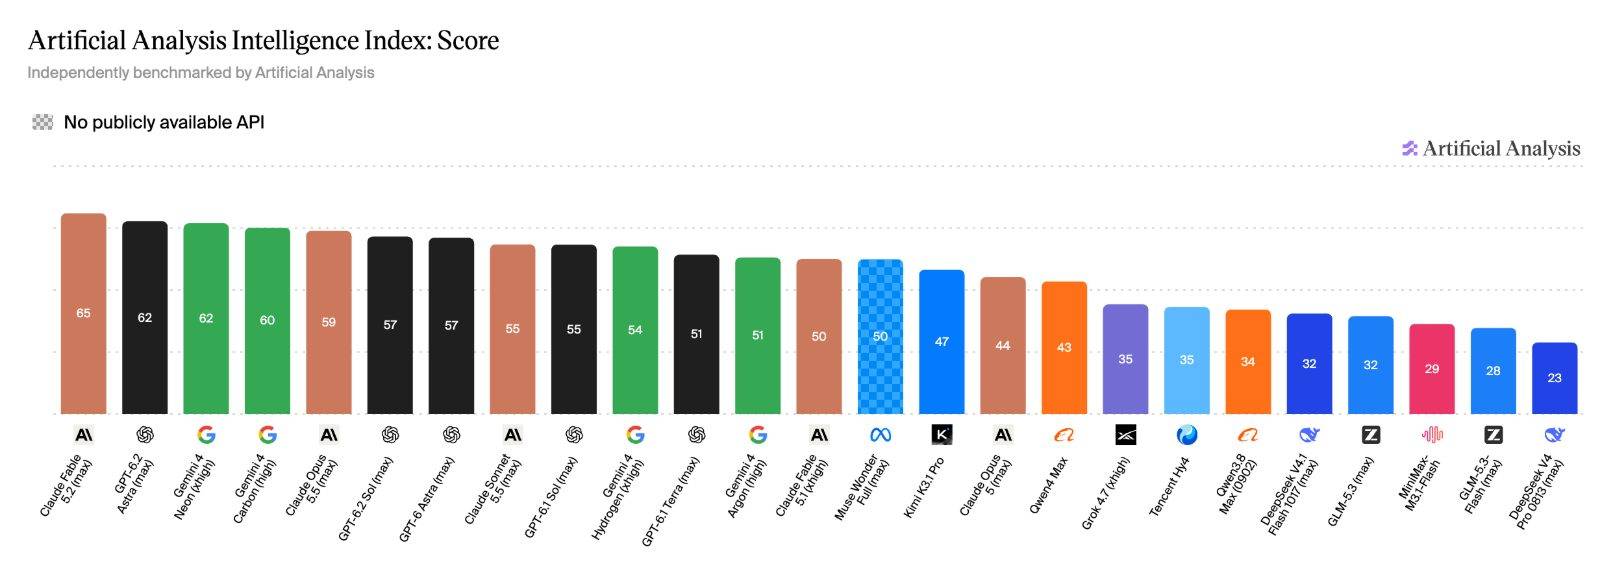 Artificial Analysis Intelligence Index: Score
Independently benchmarked by Artificial Analysis
No publicly available API
Artificial Analysis
65
62
62
60
59
57
57
55
55
54
51
51
50
50
47
44
43
35
35
34
32
32
29
28
23
Claude Fable
5.2 (max)
GPT-6.2
Astra (max)
Gemini 4
Neon (xhigh)
Gemini 4
Carbon (high)
Claude Opus
5.5 (max)
GPT-6.2 Sol (max)
GPT-6 Astra (max)
Claude Sonnet
5.5 (max)
GPT-6.1 Sol (max)
Gemini 4
Hydrogen (xhigh)
GPT-6.1 Terra (max)
Gemini 4
Argon (high)
Claude Fable
5.1 (xhigh)
Muse Wonder
Full (max)
Kimi K3.1 Pro
Claude Opus
5 (max)
Qwen4 Max
Grok 4.7 (xhigh)
Tencent Hy4
Qwen3.8
Max (0902)
DeepSeek V4.1
Flash 1017 (max)
GLM-5.3 (max)
MiniMax-
M3.1-Flash
GLM-5.3-
Flash (max)
DeepSeek V4
Pro 0813 (max)